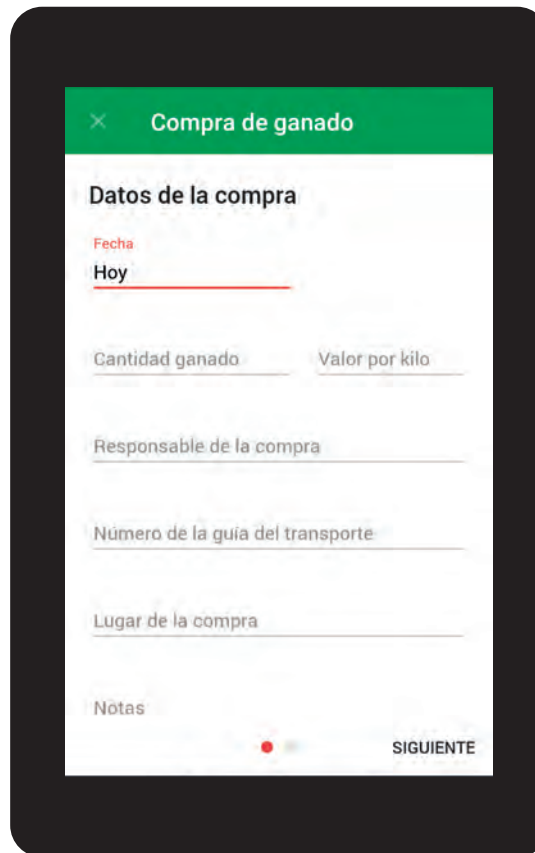 Compra de ganado
Datos de la compra
Fecha
Hoy
Cantidad ganado Valor por kilo
Responsable de la compra
Número de la guía del transporte
Lugar de la compra
Notas
SIGUIENTE